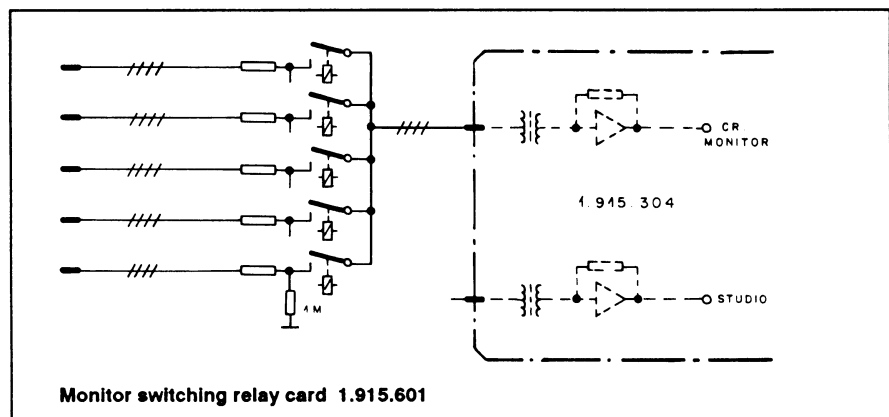 CR.
MONITOR
1.915.304
STUDIO
1M
Monitor switching relay card 1.915.601